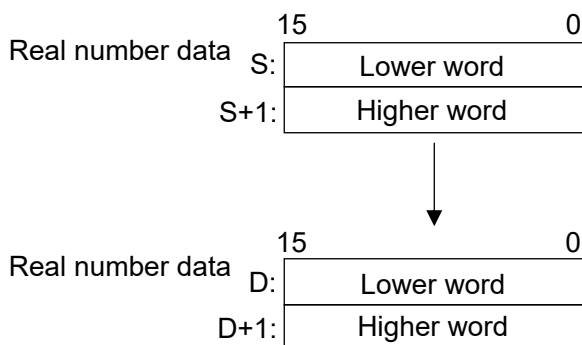 15 0
Real number data
S: Lower word
S+1: Higher word
15 0
Real number data
D: Lower word
D+1: Higher word